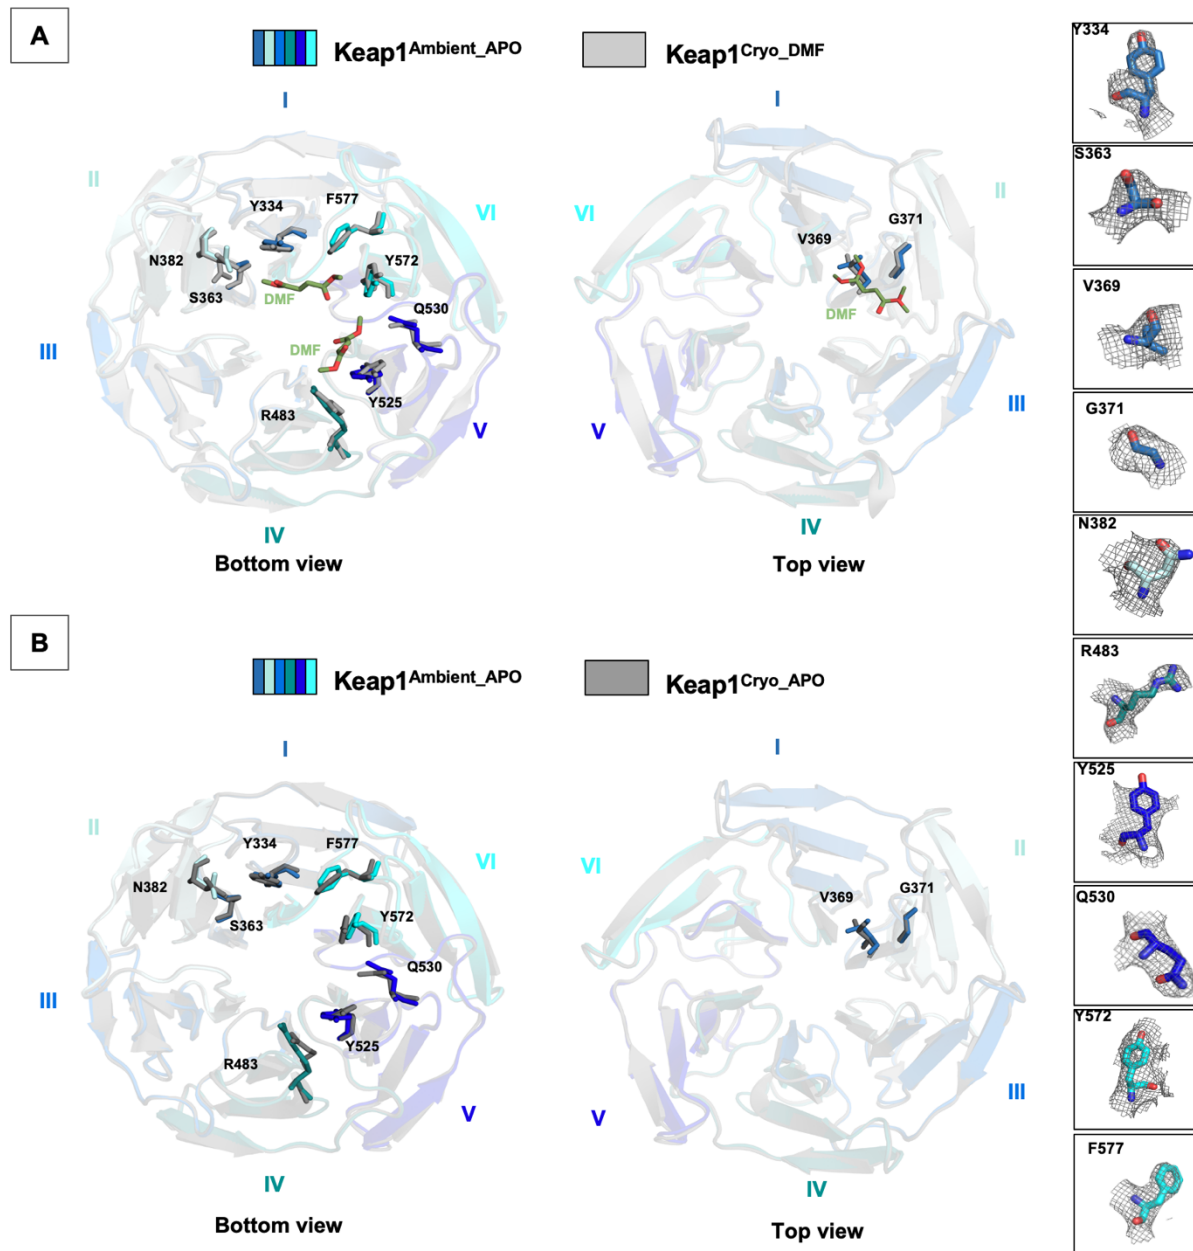 A
Keap1Ambient_APO
Keap1Cryo_DMF
I
II
Y334
F577
VI
N382
S363
Y572
DMF
Q530
III
DMF
Y525
R483
V
IV
Bottom view
I
II
VI
G371
V369
DMF
III
V
IV
Top view
B
Keap1Ambient_APO
Keap1Cryo_APO
I
II
Y334
F577
VI
N382
S363
Y572
Q530
III
Y525
R483
V
IV
Bottom view
I
II
VI
V369
G371
III
V
IV
Top view
Y334
S363
V369
G371
N382
R483
Y525
Q530
Y572
F577